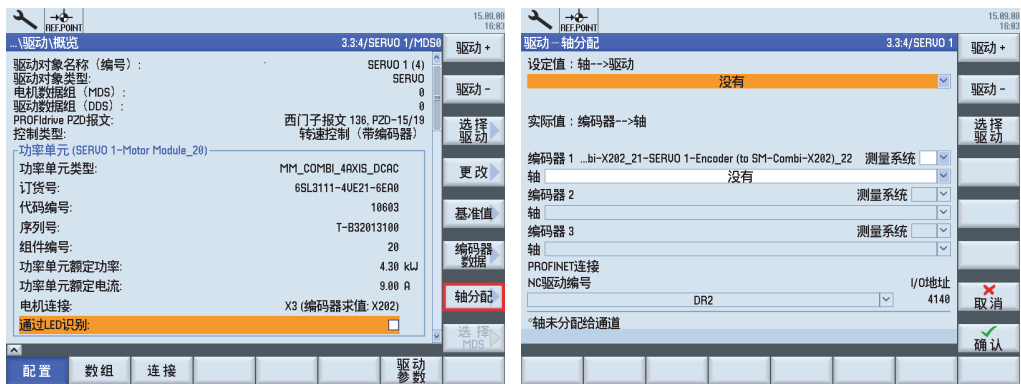 REF.POINT
15.09.08
16:03
...\驱动\概览
3.3:4/SERVO 1/MDS0
驱动对象名称（编号）:
SERVO 1 (4)
驱动对象类型:
SERVO
电机数据组（MDS）:
0
驱动数据组（DDS）:
0
PROFIdrive PZD报文:
西门子报文 136, PZD-15/19
控制类型:
转速控制（带编码器）
功率单元 (SERVO 1-Motor Module_20)
功率单元类型:
MM_COMBI_4AXIS_DCAC
订货号:
6SL3111-4VE21-6EA0
代码编号:
10603
序列号:
T-B32013100
组件编号:
20
功率单元额定功率:
4.30 kW
功率单元额定电流:
9.00 A
电机连接:
X3 (编码器求值: X202)
通过LED识别:
驱动 +
驱动 -
选择
驱动
更改
基准值
编码器
数据
轴分配
选择
MDS
配置
数组
连接
驱动
参数
REF.POINT
15.09.08
16:03
驱动 – 轴分配
3.3:4/SERVO 1
设定值：轴-->驱动
没有
实际值：编码器-->轴
编码器 1 ...bi-X202_21-SERVO 1-Encoder (to SM-Combi-X202)_22 测量系统
轴
没有
编码器 2
测量系统
轴
编码器 3
测量系统
轴
PROFINET连接
NC驱动编号
I/O地址
DR2
4140
°轴未分配给通道
驱动 +
驱动 -
选择
驱动
取消
确认